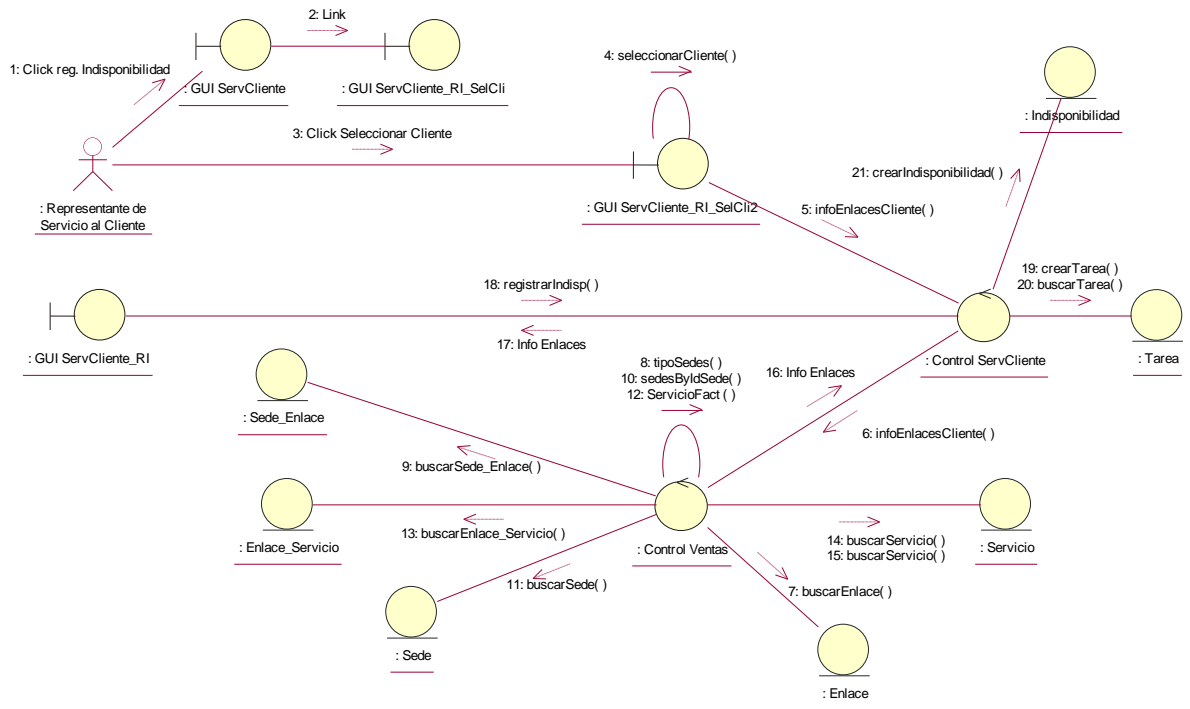 2: Link
1: Click reg. Indisponibilidad
: GUI ServCliente
: GUI ServCliente_RI_SelCli
4: seleccionarCliente( )
: Indisponibilidad
3: Click Seleccionar Cliente
: Representante de
Servicio al Cliente
: GUI ServCliente_RI_SelCli2
21: crearIndisponibilidad( )
5: infoEnlacesCliente( )
18: registrarIndisp( )
17: Info Enlaces
: GUI ServCliente_RI
19: crearTarea( )
20: buscarTarea( )
: Control ServCliente
: Tarea
8: tipoSedes( )
10: sedesByIdSede( )
12: ServicioFact ( )
16: Info Enlaces
6: infoEnlacesCliente( )
: Sede_Enlace
9: buscarSede_Enlace( )
13: buscarEnlace_Servicio( )
: Enlace_Servicio
: Control Ventas
14: buscarServicio( )
15: buscarServicio( )
: Servicio
11: buscarSede( )
7: buscarEnlace( )
: Sede
: Enlace